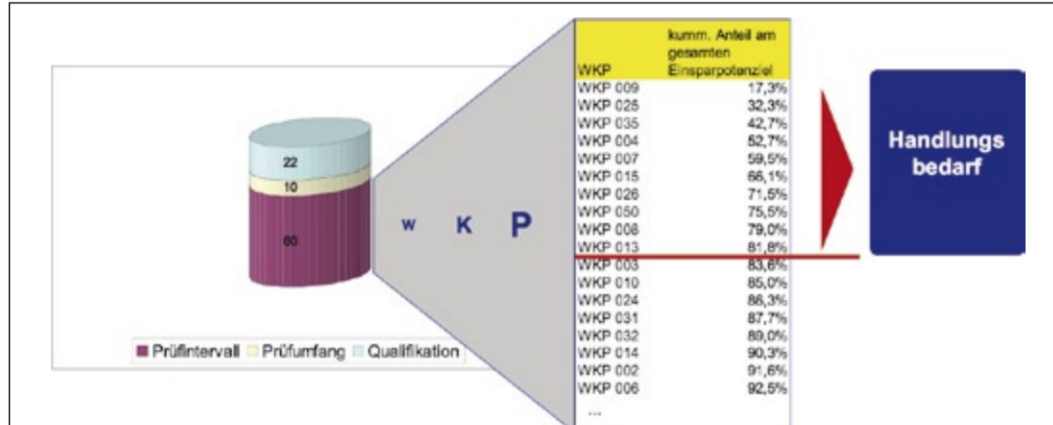 22
10
60
Prüfintervall Prüfumfang Qualifikation
W K P
kumm. Anteil am
gesamten
WKP Einsparpotenziel
WKP 009 17,3%
WKP 025 32,3%
WKP 035 42,7%
WKP 004 52,7%
WKP 007 59,5%
WKP 015 66,1%
WKP 026 71,5%
WKP 050 75,5%
WKP 008 79,0%
WKP 013 81,8%
WKP 003 83,6%
WKP 010 85,0%
WKP 024 86,3%
WKP 031 87,7%
WKP 032 89,0%
WKP 014 90,3%
WKP 002 91,6%
WKP 006 92,5%
...
Handlungs
bedarf